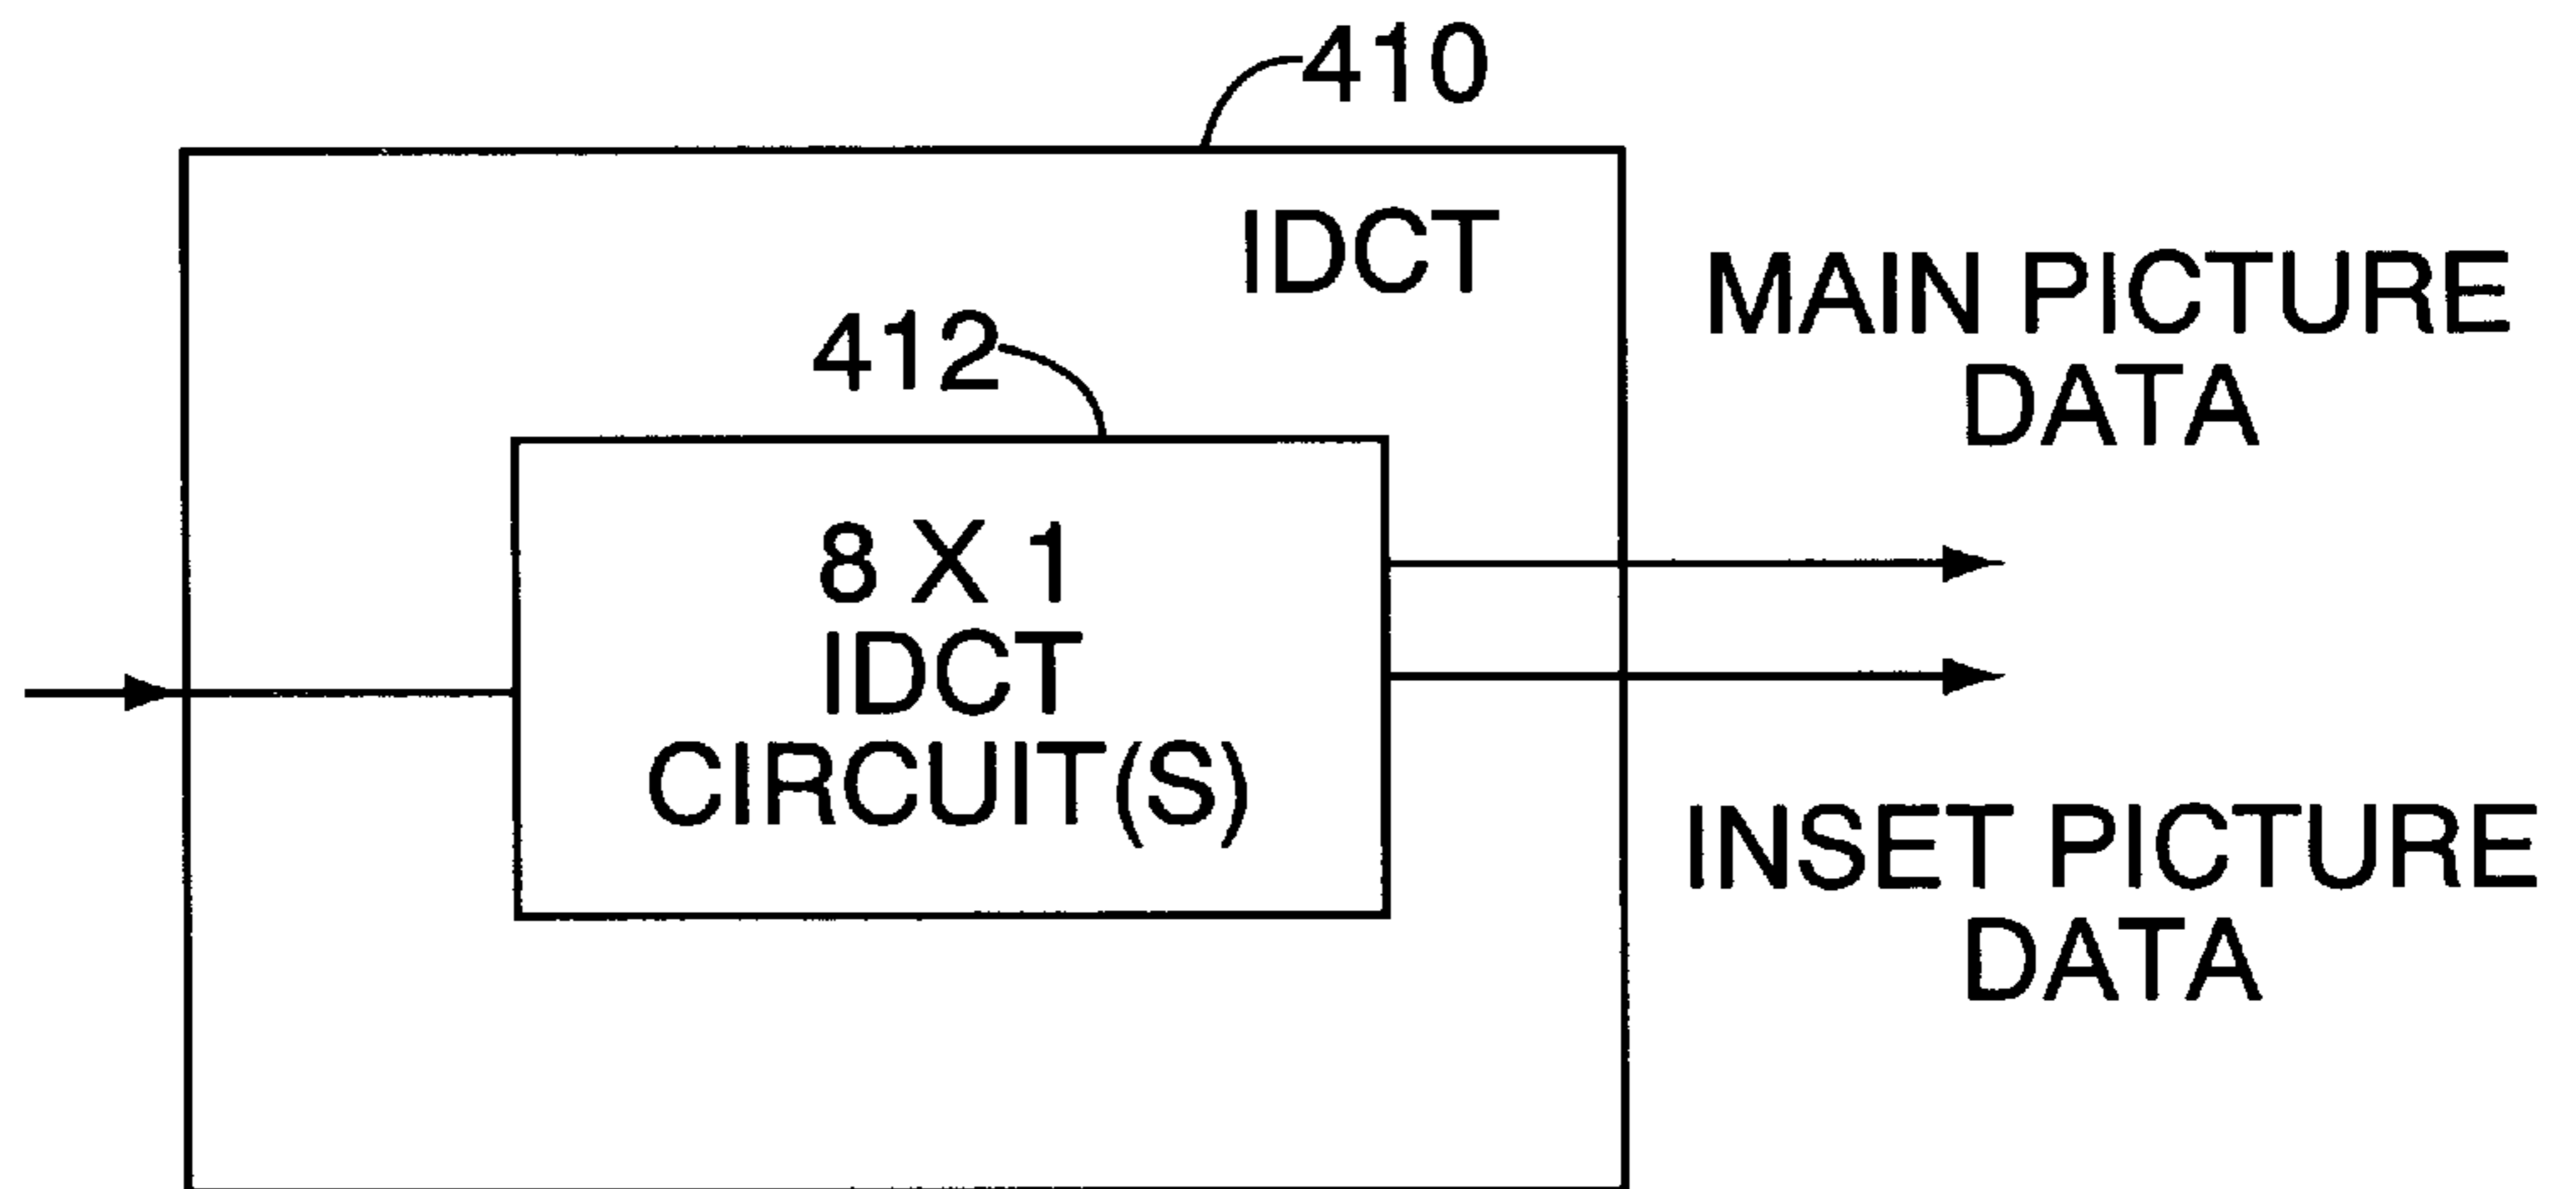 410
IDCT
MAIN PICTURE
DATA
412
8 X 1
IDCT
CIRCUIT(S)
INSET PICTURE
DATA